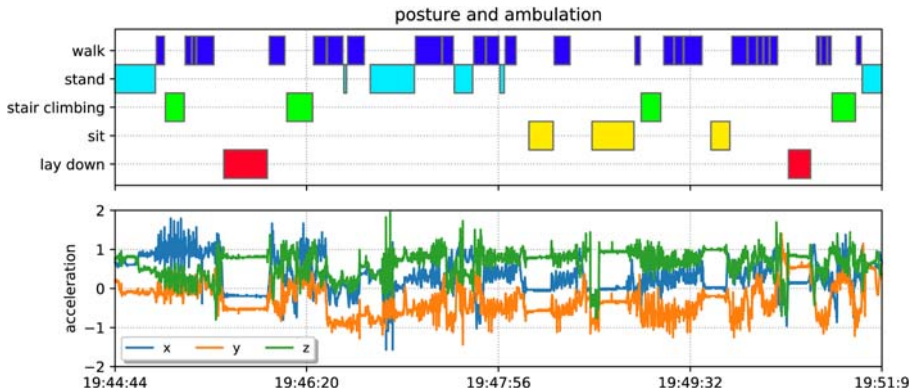 posture and ambulation
walk
stand
stair climbing
sit
lay down
2
1
0
−1
−2
acceleration
x y z
19:44:44 19:46:20 19:47:56 19:49:32 19:51:9